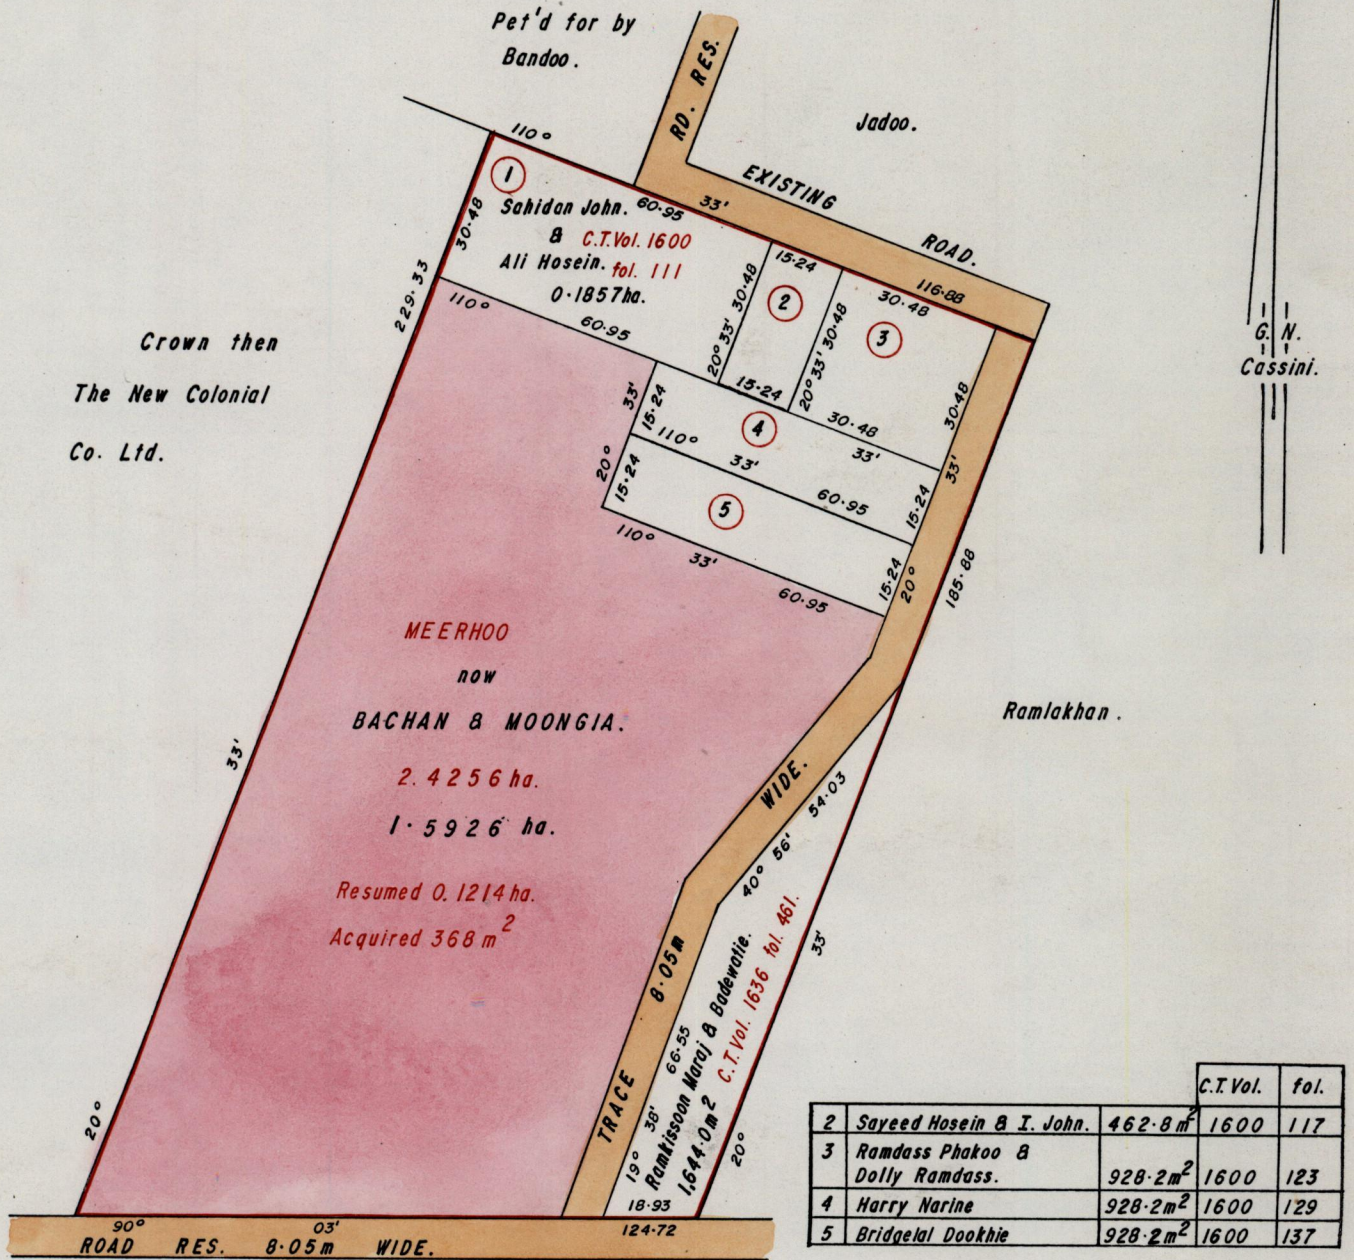 Pet'd for by
Bandoo.
RD. RES.
Jadoo.
110°
EXISTING
ROAD.
33'
116·88
1
Sahidan John.
& C.T.Vol. 1600
Ali Hosein. fol. 111
0·1857ha.
60·95
30·48
229·33
110°
60·95
15·24
2
20° 33' 30·48
15·24
30·48
3
20° 33' 30·48
30·48
30·48
33'
33'
G. N.
Cassini.
Crown then
The New Colonial
Co. Ltd.
33'
15·24
4
110°
33'
60·95
15·24
20°
15·24
5
110°
33'
60·95
15·24
20°
185·88
MEERHOO
now
BACHAN & MOONGIA.
2.4256 ha.
1·5926 ha.
Resumed 0.1214ha.
Acquired 368 m²
Ramlakhan.
33'
20°
TRACE 8·05m WIDE.
54·03
40° 56'
19° 38' 66·55
Ramkissoon Maraj & Badewatie.
1,644·0m² C.T.Vol. 1636 fol. 461.
33'
20°
18·93
90° 03' 124·72
ROAD RES. 8·05m WIDE.
C.T.Vol. fol.
2 Sayeed Hosein & I. John. 462·8m² 1600 117
3 Ramdass Phakoo &
Dolly Ramdass. 928·2m² 1600 123
4 Harry Narine 928·2m² 1600 129
5 Bridgelal Dookhie 928·2m² 1600 137